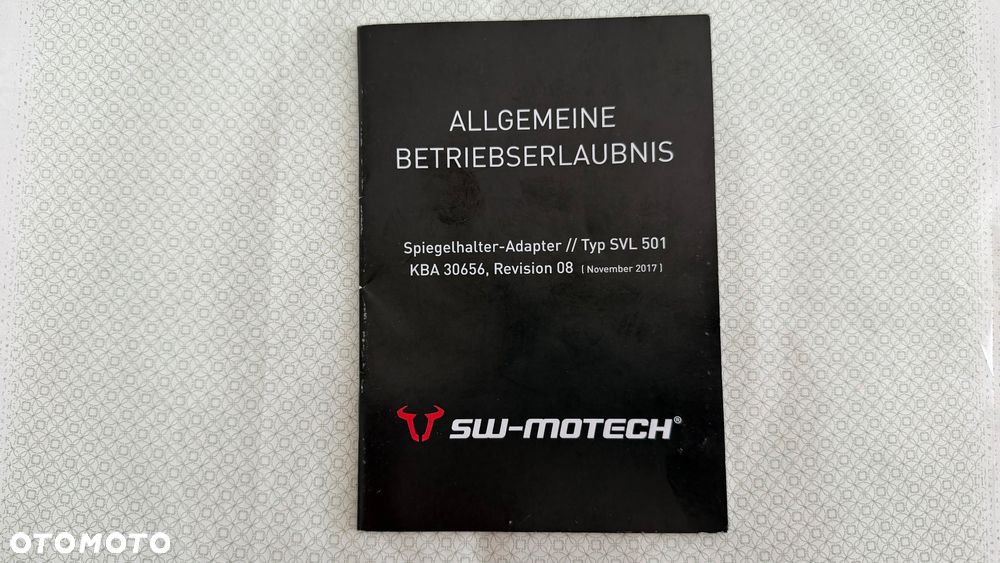 ALLGEMEINE
BETRIEBSERLAUBNIS
Spiegelhalter-Adapter // Typ SVL 501
KBA 30656, Revision 08 [ November 2017 ]
SW-MOTECH®
OTOMOTO